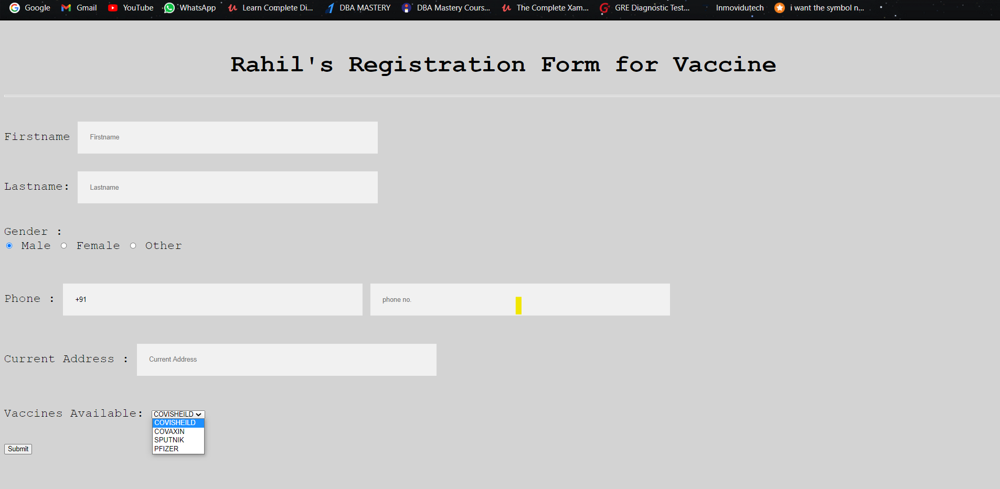 Google Gmail YouTube WhatsApp Learn Complete Di... DBA MASTERY DBA Mastery Cours... The Complete Xam... GRE Diagnostic Test... Inmovidutech i want the symbol n...
Rahil's Registration Form for Vaccine
Firstname Firstname
Lastname: Lastname
Gender :
Male Female Other
Phone : +91 phone no.
Current Address : Current Address
Vaccines Available: COVISHEILD
COVISHEILD
COVAXIN
SPUTNIK
PFIZER
Submit